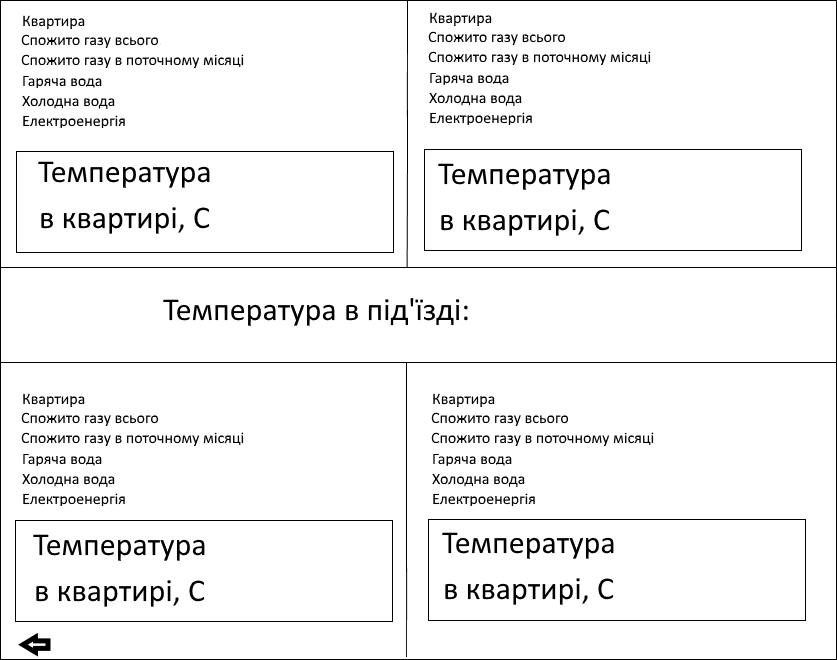 Квартира
Спожито газу всього
Спожито газу в поточному місяці
Гаряча вода
Холодна вода
Електроенергія
Температура
в квартирі, С
Квартира
Спожито газу всього
Спожито газу в поточному місяці
Гаряча вода
Холодна вода
Електроенергія
Температура
в квартирі, С
Температура в під'їзді:
Квартира
Спожито газу всього
Спожито газу в поточному місяці
Гаряча вода
Холодна вода
Електроенергія
Температура
в квартирі, С
Квартира
Спожито газу всього
Спожито газу в поточному місяці
Гаряча вода
Холодна вода
Електроенергія
Температура
в квартирі, С